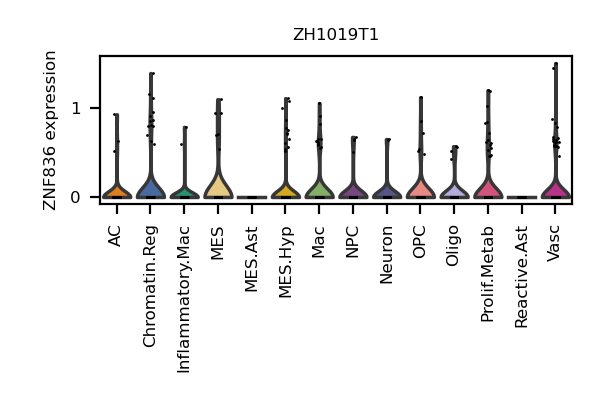 ZH1019T1
ZNF836 expression
1
0
AC
Chromatin.Reg
Inflammatory.Mac
MES
MES.Ast
MES.Hyp
Mac
NPC
Neuron
OPC
Oligo
Prolif.Metab
Reactive.Ast
Vasc